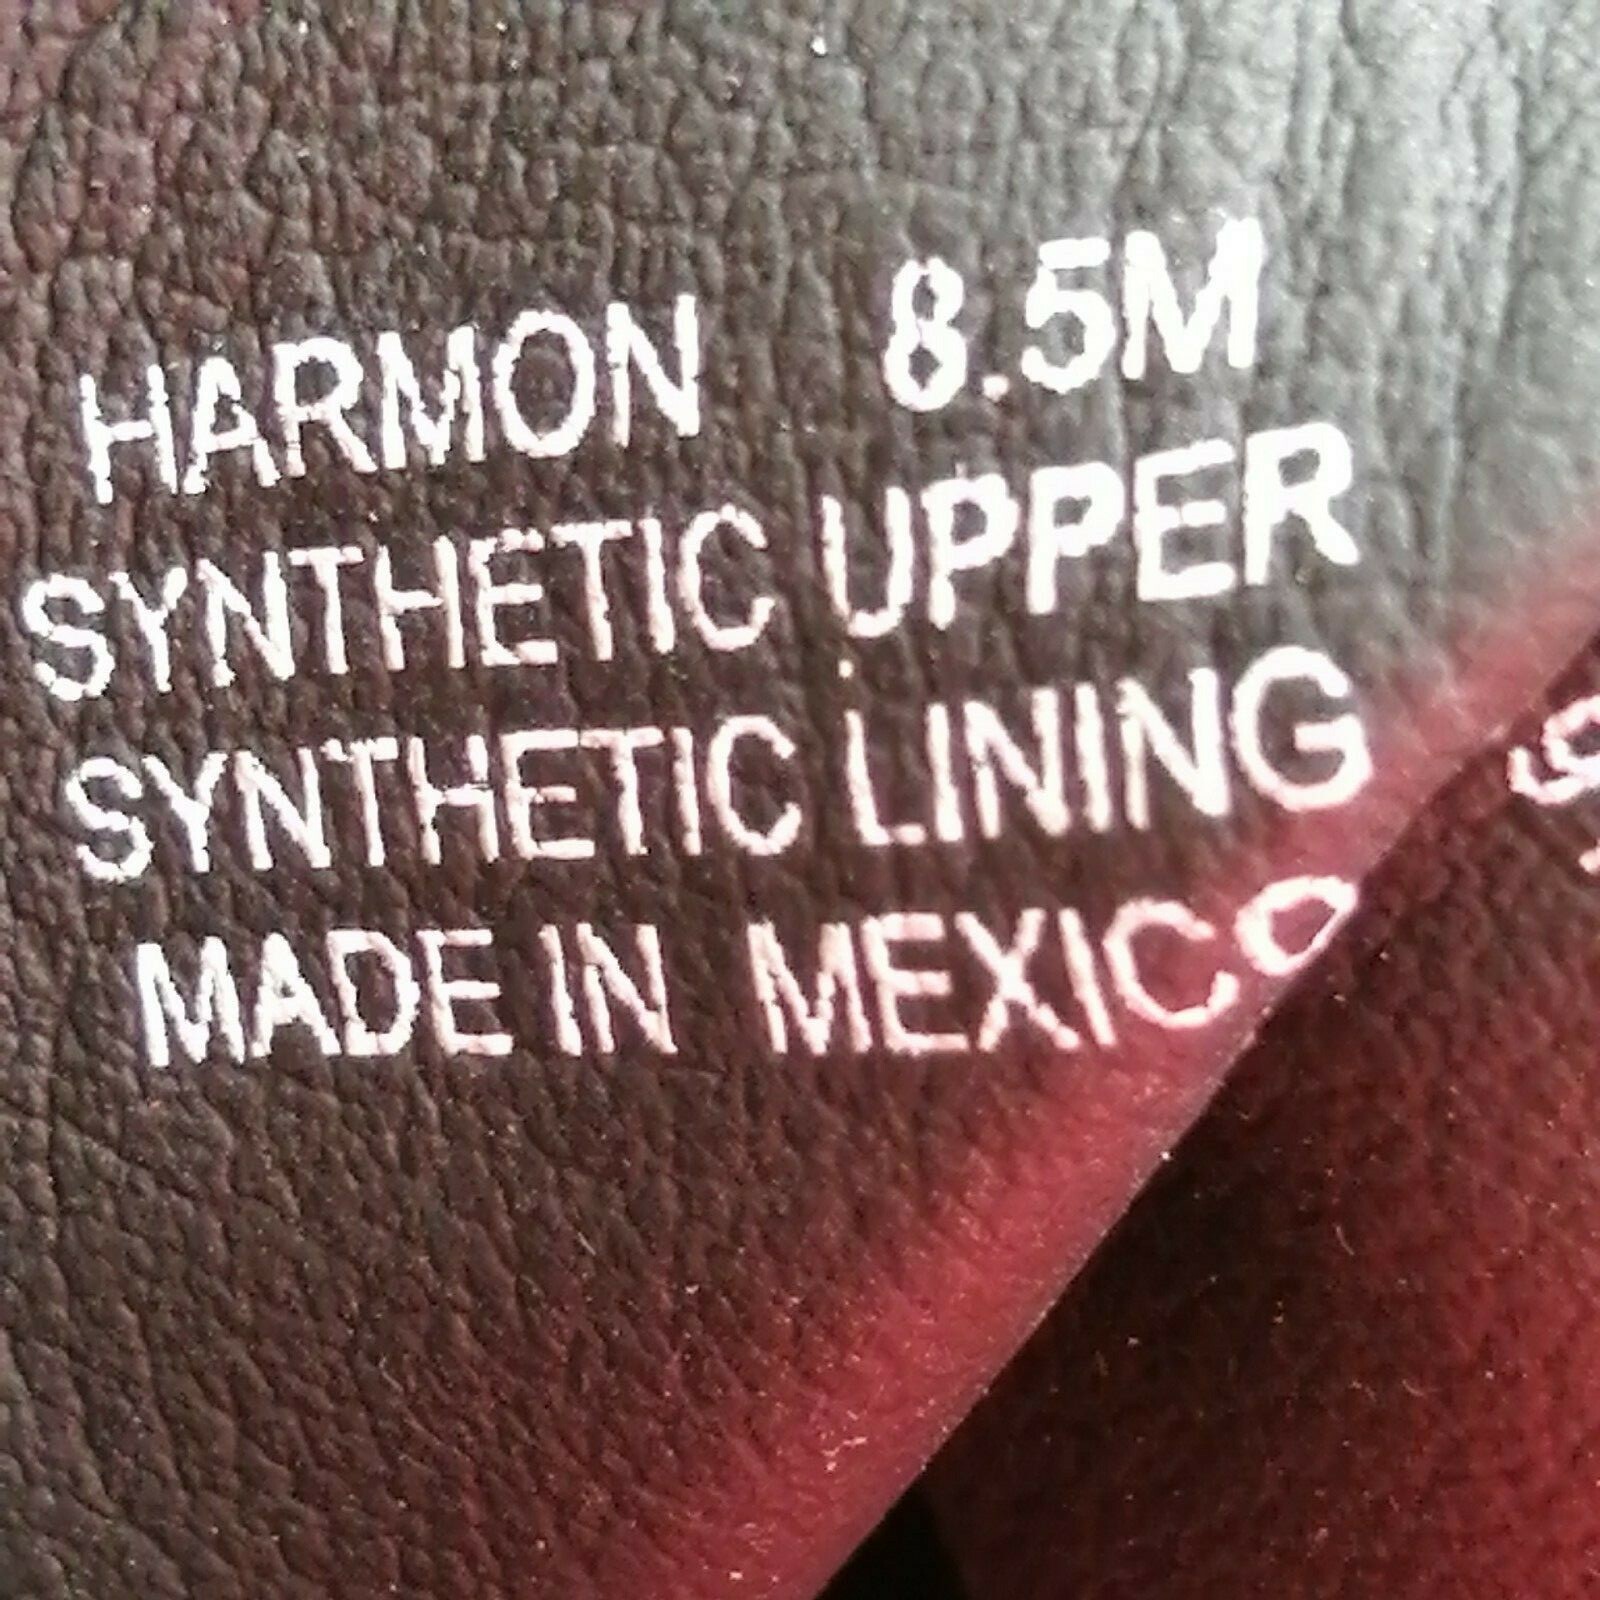 HARMON 8.5M
SYNTHETIC UPPER
SYNTHETIC LINING
MADE IN MEXICO